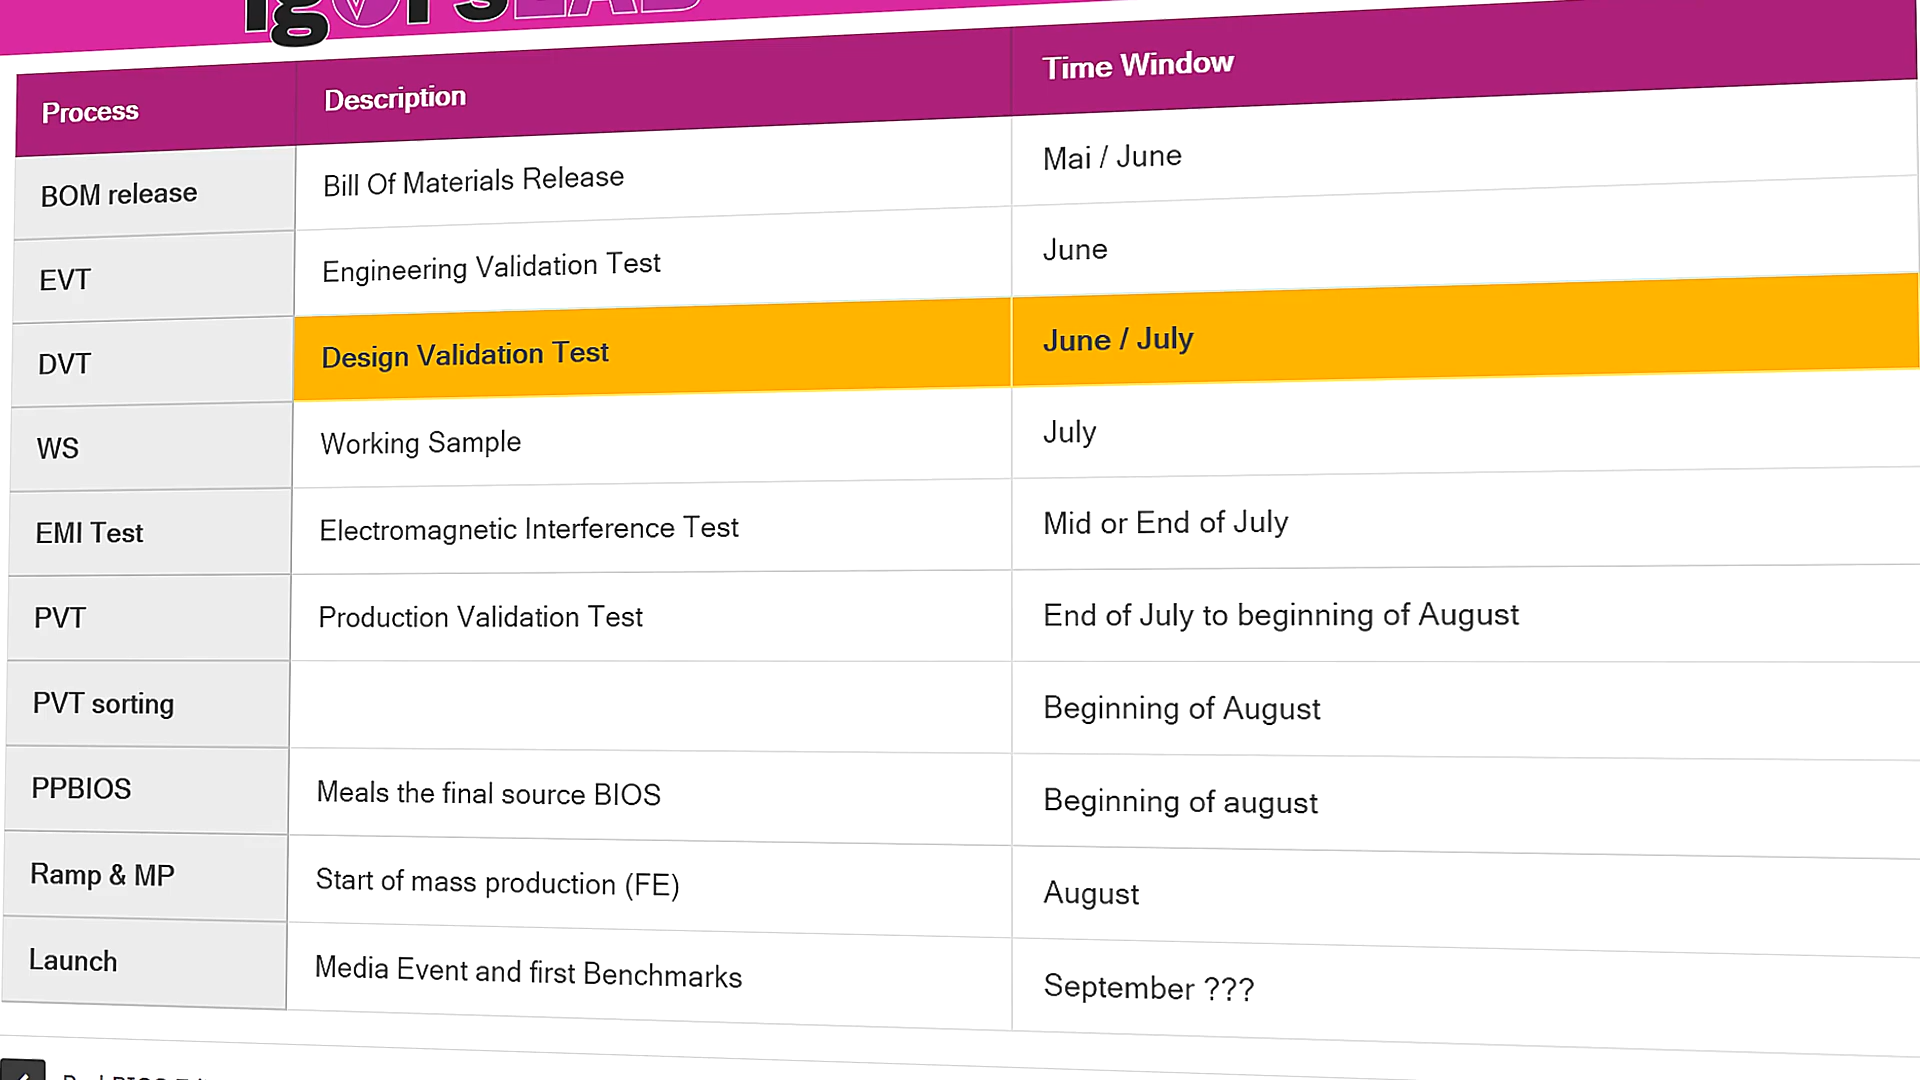 Igor'sLAB
Process Description Time Window
BOM release Bill Of Materials Release Mai / June
EVT Engineering Validation Test June
DVT Design Validation Test June / July
WS Working Sample July
EMI Test Electromagnetic Interference Test Mid or End of July
PVT Production Validation Test End of July to beginning of August
PVT sorting Beginning of August
PPBIOS Meals the final source BIOS Beginning of august
Ramp & MP Start of mass production (FE) August
Launch Media Event and first Benchmarks September ???